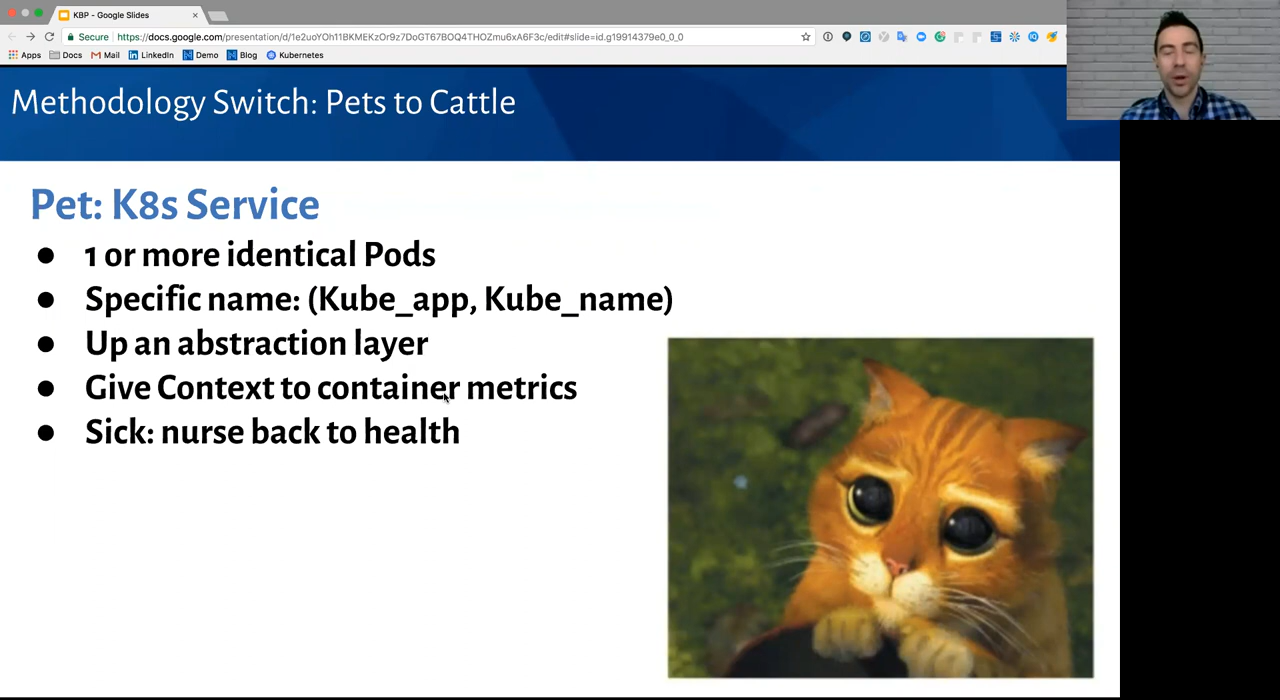 KBP - Google Slides
Secure https://docs.google.com/presentation/d/1e2uoYOh11BKMEKzOr9z7DoGT67BOQ4THOZmu6xA6F3c/edit#slide=id.g19914379e0_0_0
Apps Docs Mail LinkedIn Demo Blog Kubernetes
Methodology Switch: Pets to Cattle
Pet: K8s Service
● 1 or more identical Pods
● Specific name: (Kube_app, Kube_name)
● Up an abstraction layer
● Give Context to container metrics
● Sick: nurse back to health